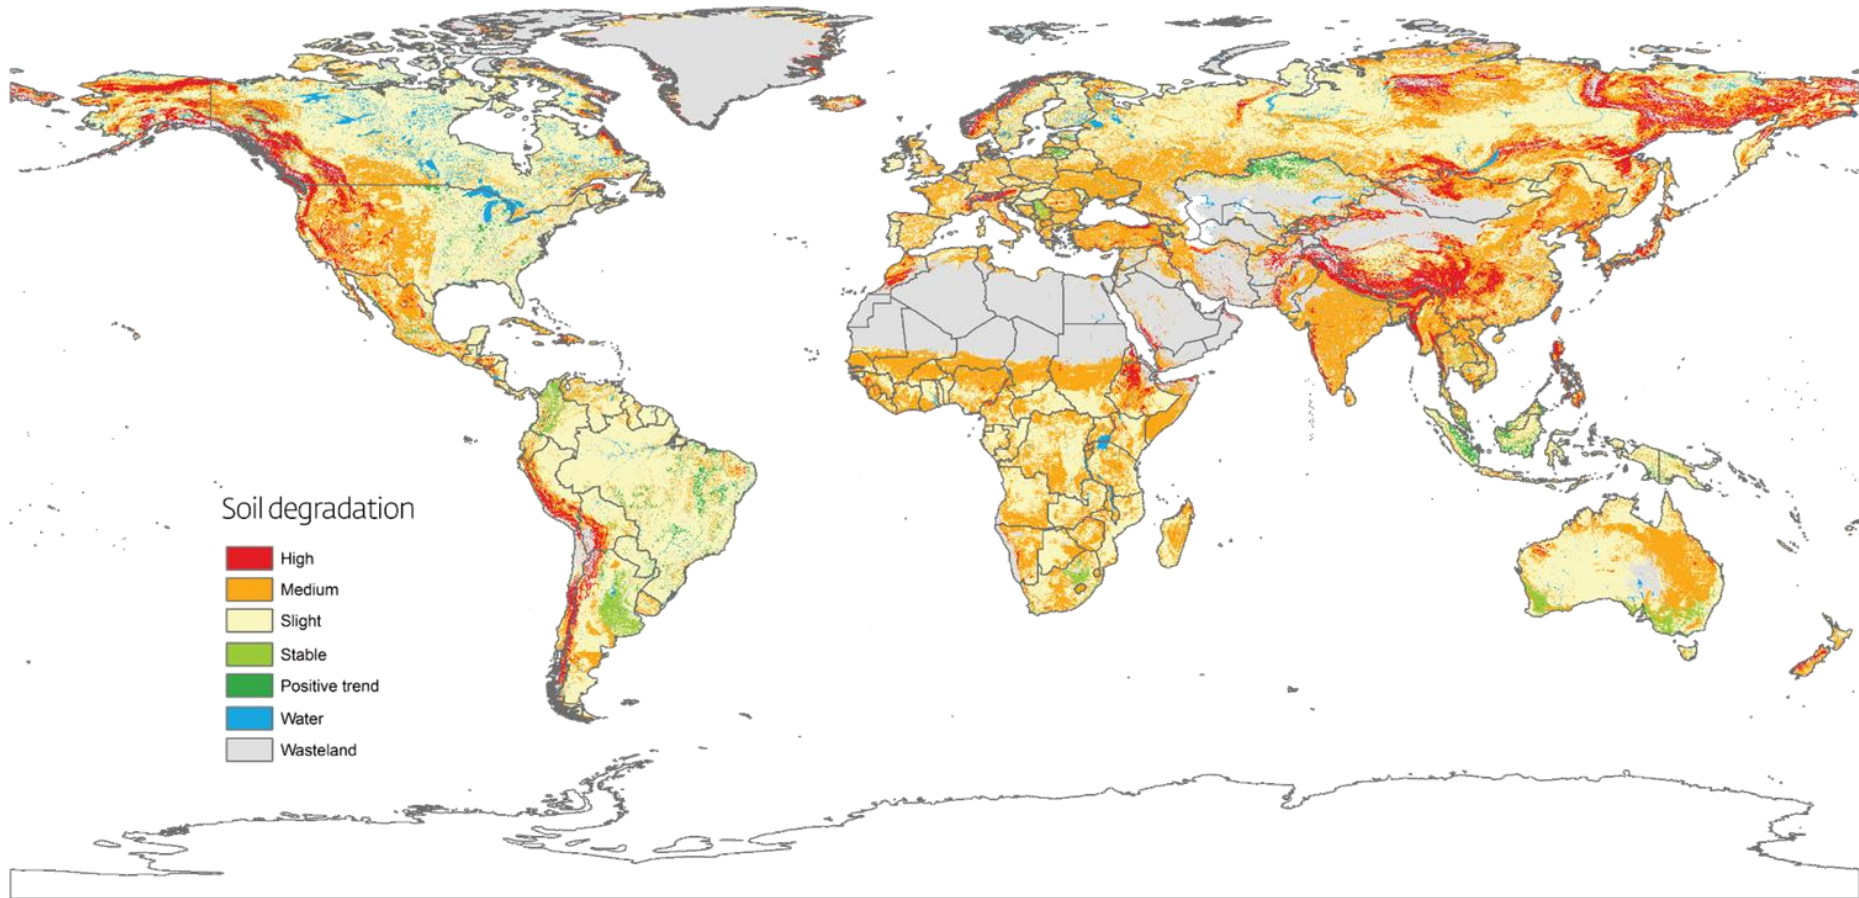 Soil degradation
High
Medium
Slight
Stable
Positive trend
Water
Wasteland